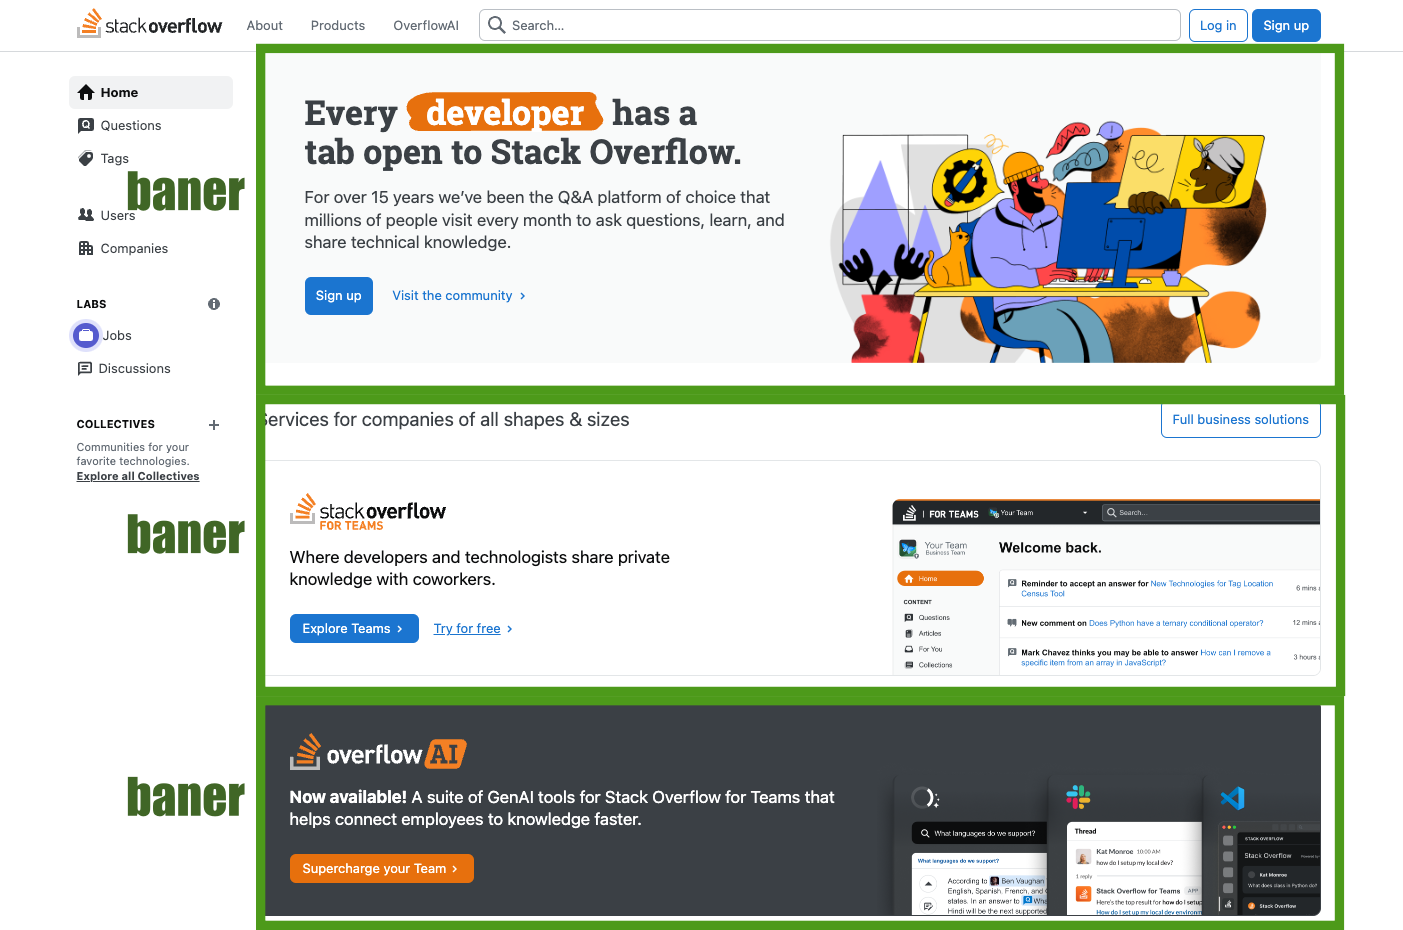 stack overflow
About
Products
OverflowAI
Search...
Log in
Sign up
Home
Questions
Tags
baner
Users
Companies
LABS
Jobs
Discussions
COLLECTIVES
Communities for your
favorite technologies.
Explore all Collectives
baner
baner
Every developer has a
tab open to Stack Overflow.
For over 15 years we've been the Q&A platform of choice that
millions of people visit every month to ask questions, learn, and
share technical knowledge.
Sign up
Visit the community
Services for companies of all shapes & sizes
Full business solutions
stack overflow
FOR TEAMS
Where developers and technologists share private
knowledge with coworkers.
Explore Teams
Try for free
FOR TEAMS
Your Team
Search...
Your Team
Business Team
Home
CONTENT
Questions
Articles
For You
Collections
Welcome back.
Reminder to accept an answer for New Technologies for Tag Location
Census Tool
6 mins a
New comment on Does Python have a ternary conditional operator?
12 mins a
Mark Chavez thinks you may be able to answer How can I remove a
specific item from an array in JavaScript?
3 hours a
overflow AI
Now available! A suite of GenAI tools for Stack Overflow for Teams that
helps connect employees to knowledge faster.
Supercharge your Team
What languages do we support?
What languages do we support?
According to Ben Vaughan
English, Spanish, French, and
states. In an answer to Wha
Hindi will be the next supported
Thread
Kat Monroe 10:00 AM
how do I setup my local dev?
1 reply
Stack Overflow for Teams APP
Here's the top result for how do I setup
How do I set up my local dev environm
STACK OVERFLOW
Stack Overflow
Kat Monroe
What does class in Python do?
Stack Overflow